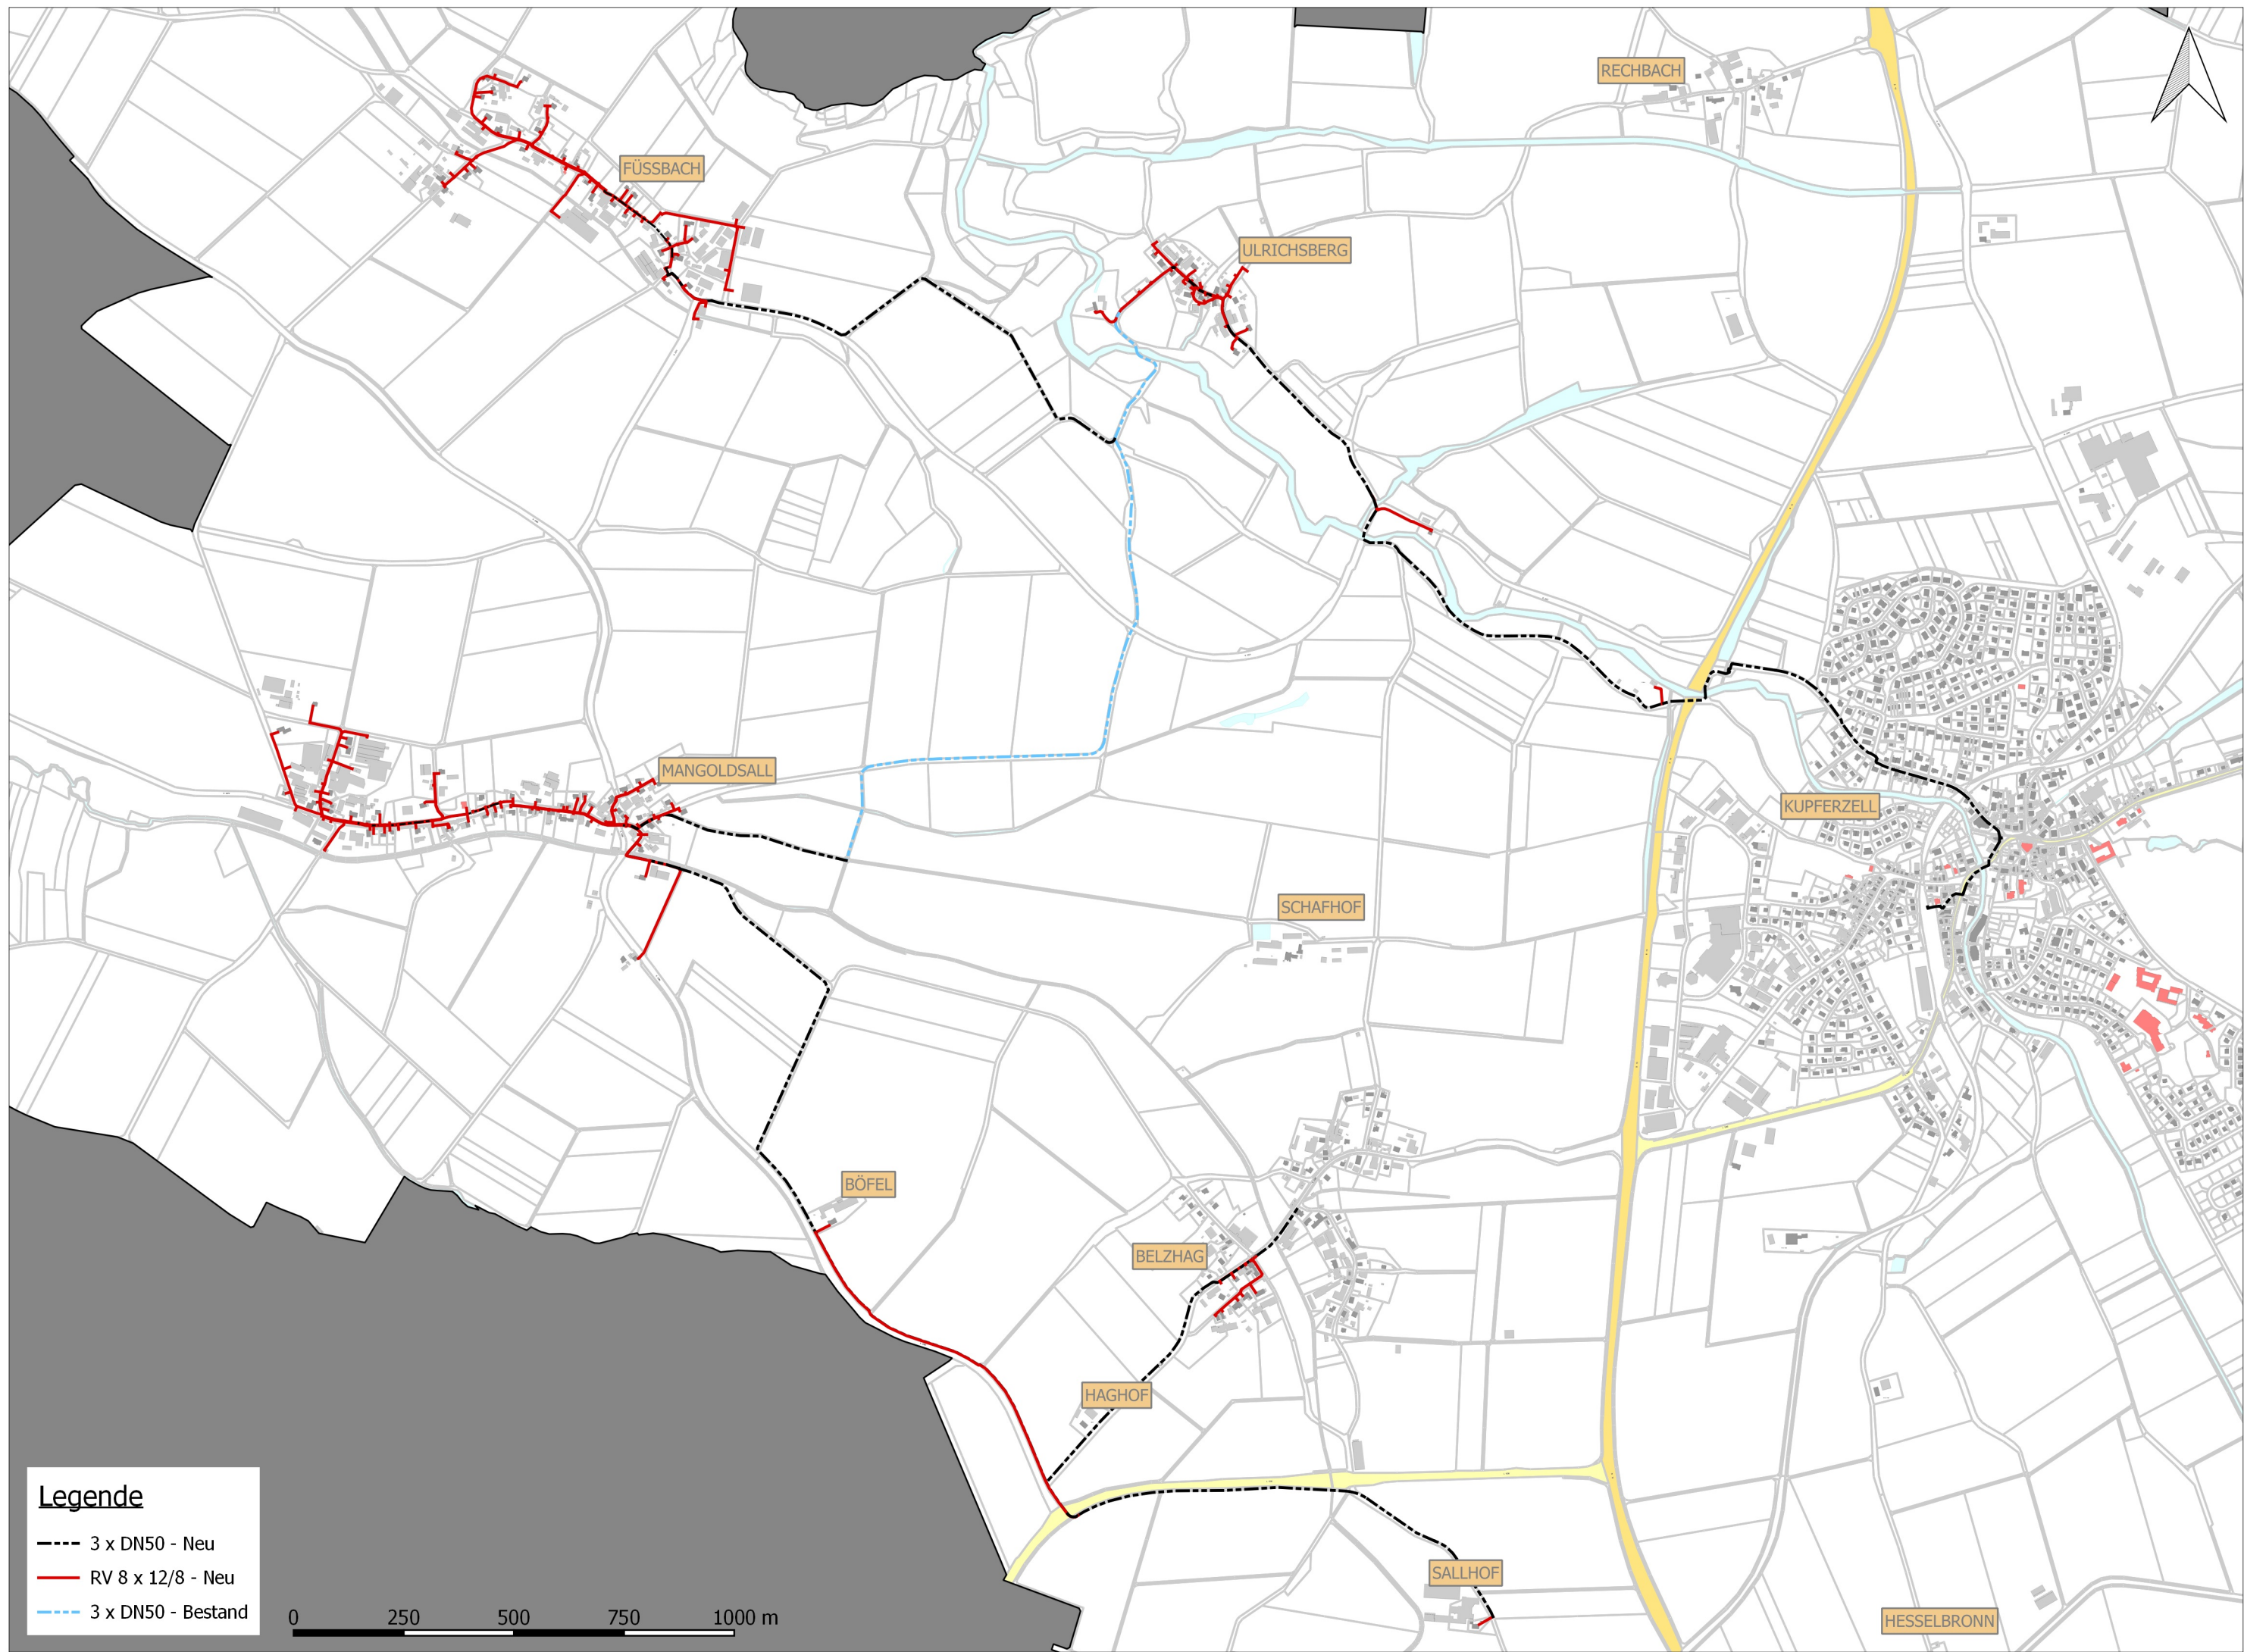 RECHBACH
FÜSSBACH
ULRICHSBERG
MANGOLDSALL
KUPFERZELL
SCHAFHOF
BÖFEL
BELZHAG
HAGHOF
SALLHOF
HESSELBRONN
Legende
3 x DN50 - Neu
RV 8 x 12/8 - Neu
3 x DN50 - Bestand
0 250 500 750 1000 m